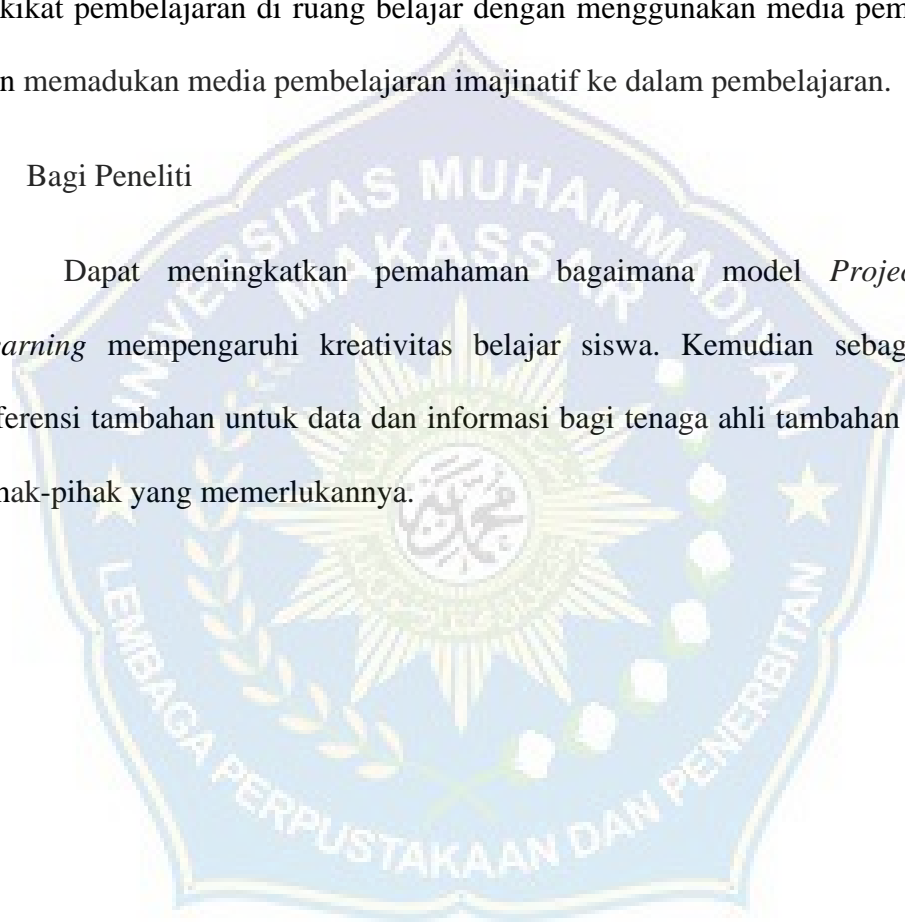 kikat pembelajaran di ruang belajar dengan menggunakan media pem
n memadukan media pembelajaran imajinatif ke dalam pembelajaran.
Bagi Peneliti
Dapat meningkatkan pemahaman bagaimana model Projec
earning mempengaruhi kreativitas belajar siswa. Kemudian sebag
ferensi tambahan untuk data dan informasi bagi tenaga ahli tambahan
hak-pihak yang memerlukannya.
UNIVERSITAS MUHAMMADIYAH
MAKASSAR
LEMBAGA PERPUSTAKAAN DAN PENERBITAN